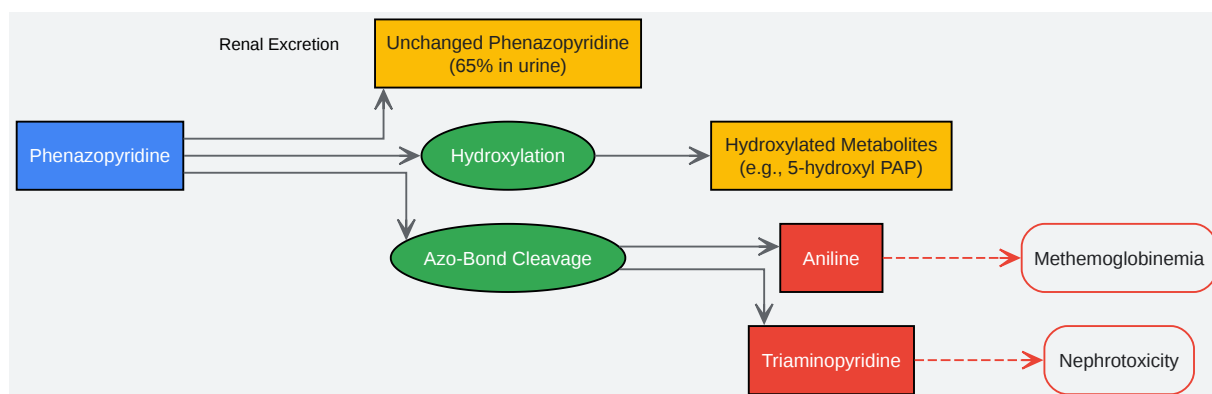 Renal Excretion
Unchanged Phenazopyridine
(65% in urine)
Phenazopyridine
Hydroxylation
Hydroxylated Metabolites
(e.g., 5-hydroxyl PAP)
Azo-Bond Cleavage
Aniline
Methemoglobinemia
Triaminopyridine
Nephrotoxicity